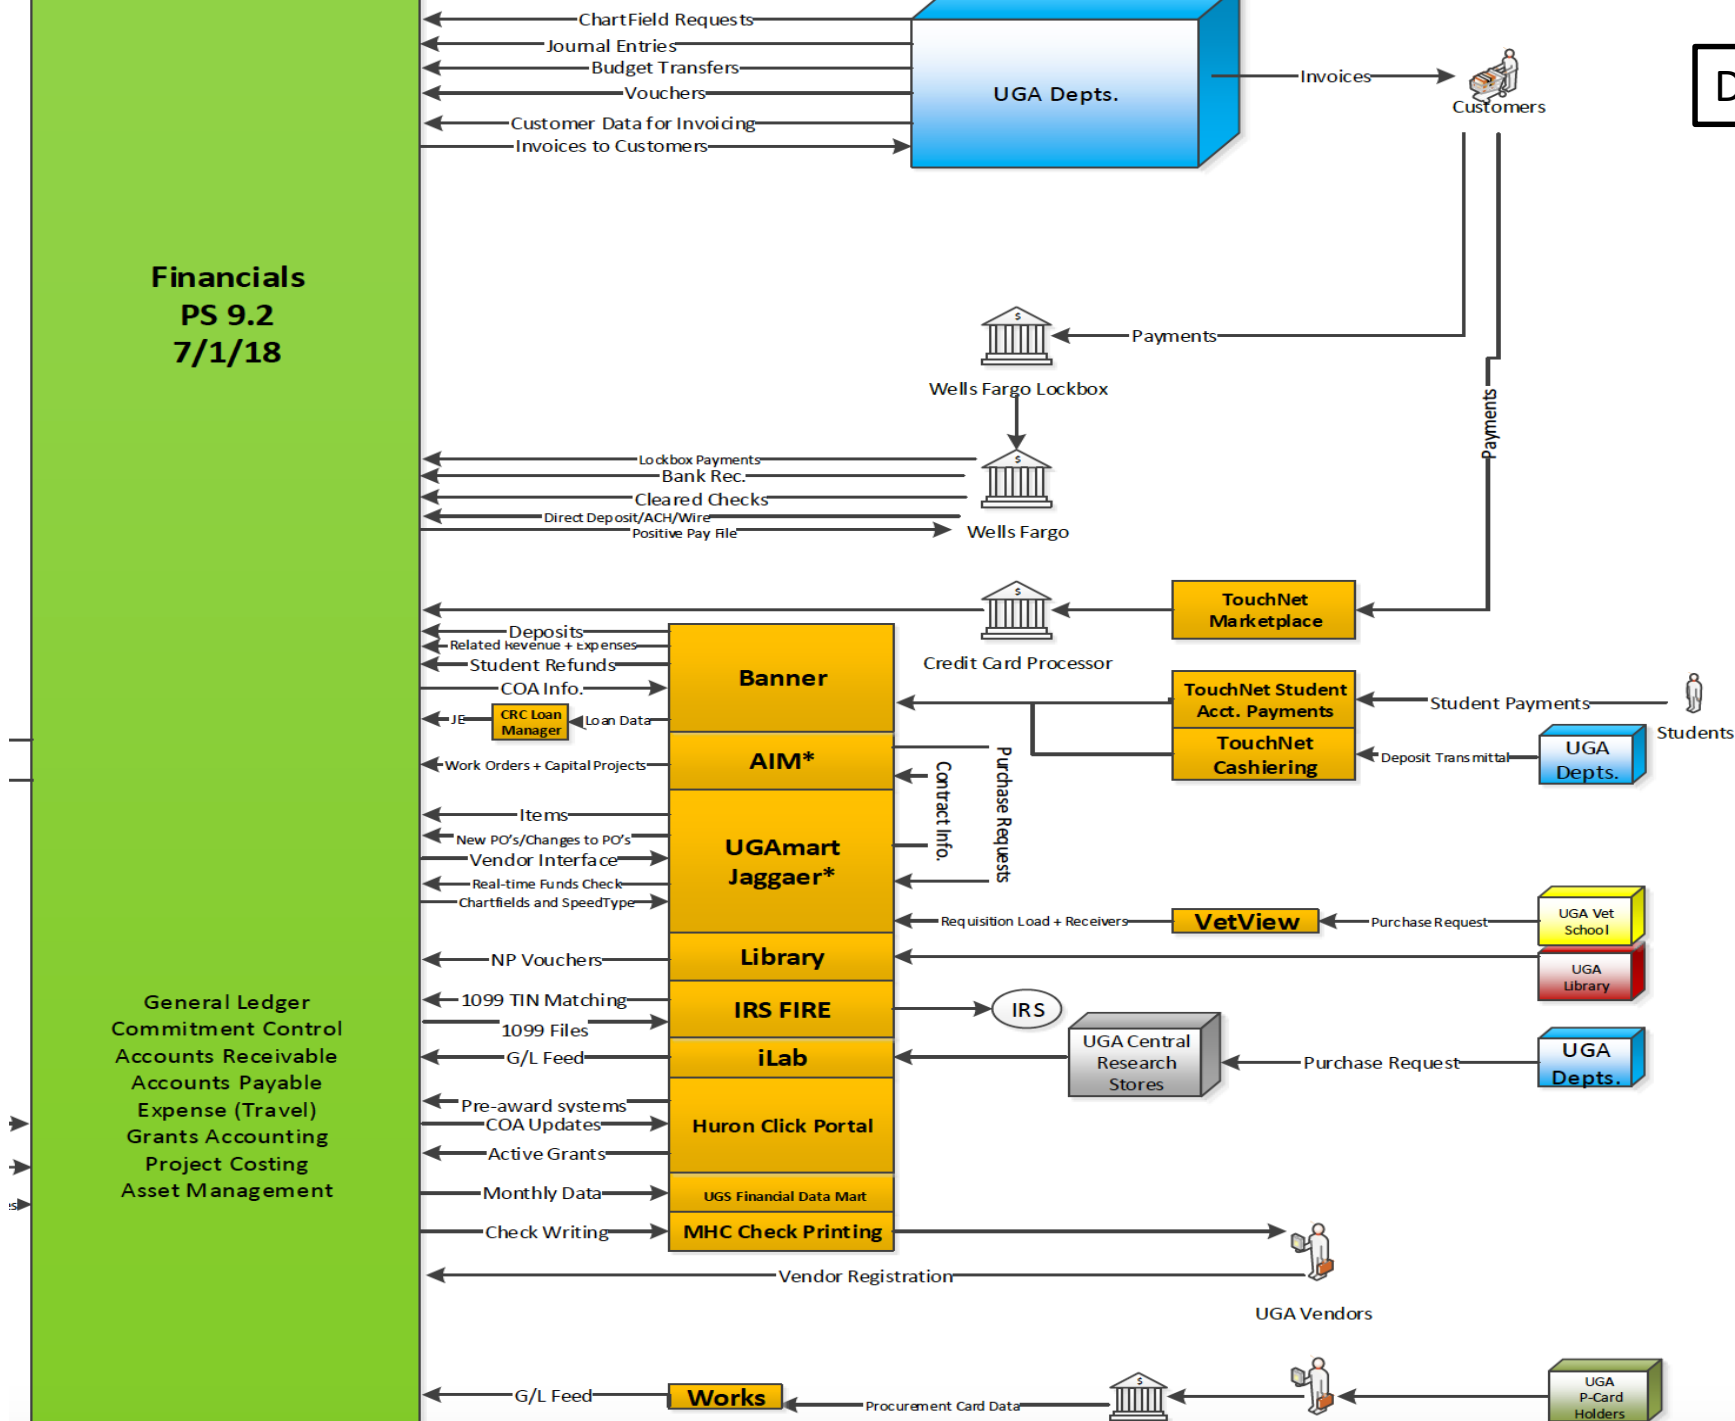 ChartField Requests
Journal Entries
Budget Transfers
Vouchers
Customer Data for Invoicing
Invoices to Customers
UGA Depts.
Invoices
Customers
D
Financials
PS 9.2
7/1/18
Payments
Wells Fargo Lockbox
Payments
Lockbox Payments
Bank Rec.
Cleared Checks
Direct Deposit/ACH/Wire
Positive Pay File
Wells Fargo
TouchNet
Marketplace
Credit Card Processor
Deposits
Related Revenue + Expenses
Student Refunds
COA Info.
JE
CRC Loan
Manager
Loan Data
Banner
TouchNet Student
Acct. Payments
Student Payments
Students
TouchNet
Cashiering
Deposit Transmittal
UGA
Depts.
Work Orders + Capital Projects
AIM*
Contract Info.
Purchase Requests
Items
New PO's/Changes to PO's
Vendor Interface
Real-time Funds Check
Chartfields and SpeedType
UGAmart
Jaggaer*
Requisition Load + Receivers
VetView
Purchase Request
UGA Vet
School
NP Vouchers
Library
UGA
Library
1099 TIN Matching
1099 Files
IRS FIRE
IRS
G/L Feed
iLab
UGA Central
Research
Stores
Purchase Request
UGA
Depts.
General Ledger
Commitment Control
Accounts Receivable
Accounts Payable
Expense (Travel)
Grants Accounting
Project Costing
Asset Management
Pre-award systems
COA Updates
Active Grants
Huron Click Portal
Monthly Data
UGS Financial Data Mart
Check Writing
MHC Check Printing
Vendor Registration
UGA Vendors
G/L Feed
Works
Procurement Card Data
UGA
P-Card
Holders